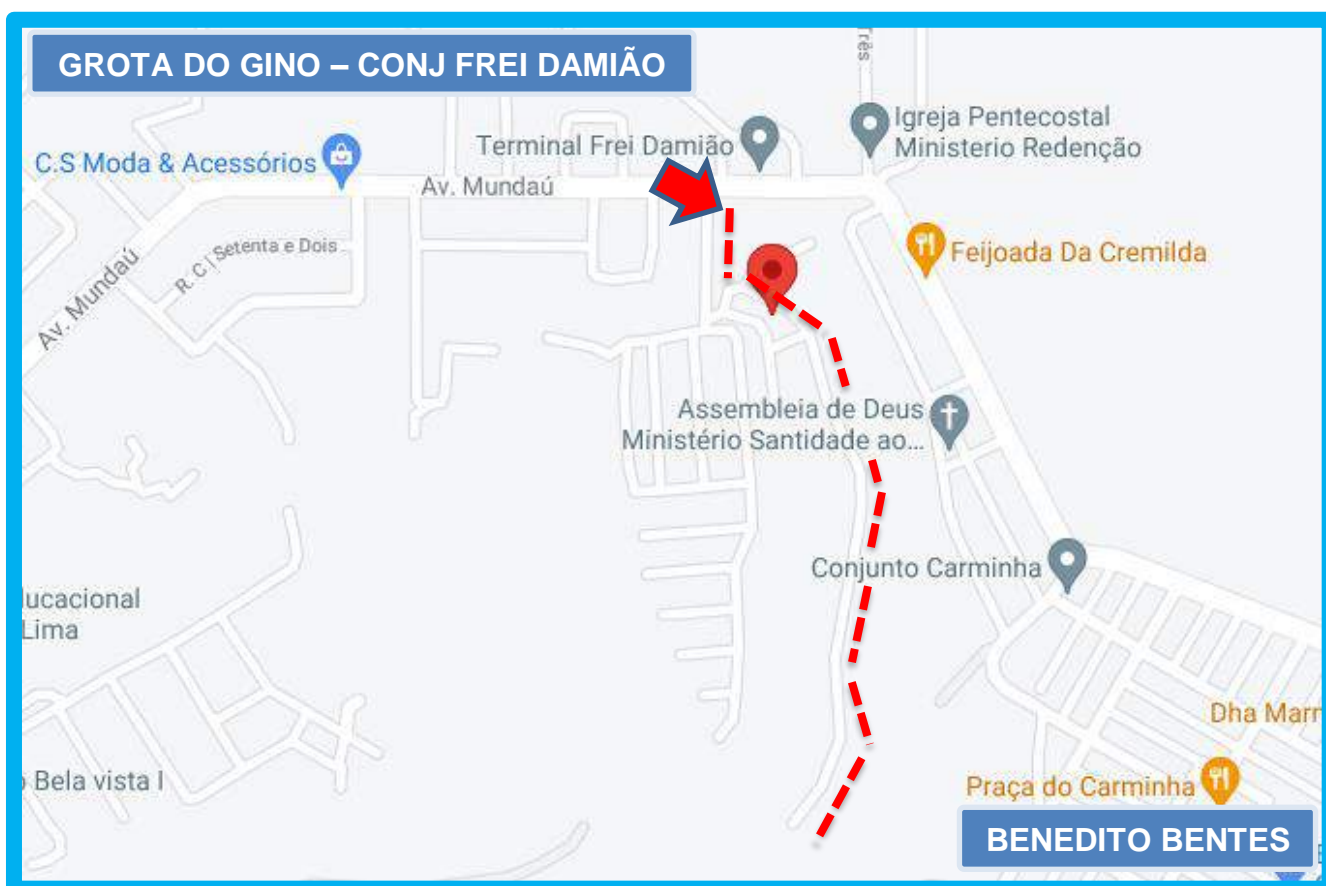 GROTA DO GINO – CONJ FREI DAMIÃO
Três
Igreja Pentecostal
Ministerio Redenção
Terminal Frei Damião
C.S Moda & Acessórios
Av. Mundaú
R. C | Setenta e Dois
Feijoada Da Cremilda
Av. Mundaú
Assembleia de Deus
Ministério Santidade ao...
Conjunto Carminha
ucacional
Lima
Dha Marr
Bela vista I
Praça do Carminha
BENEDITO BENTES